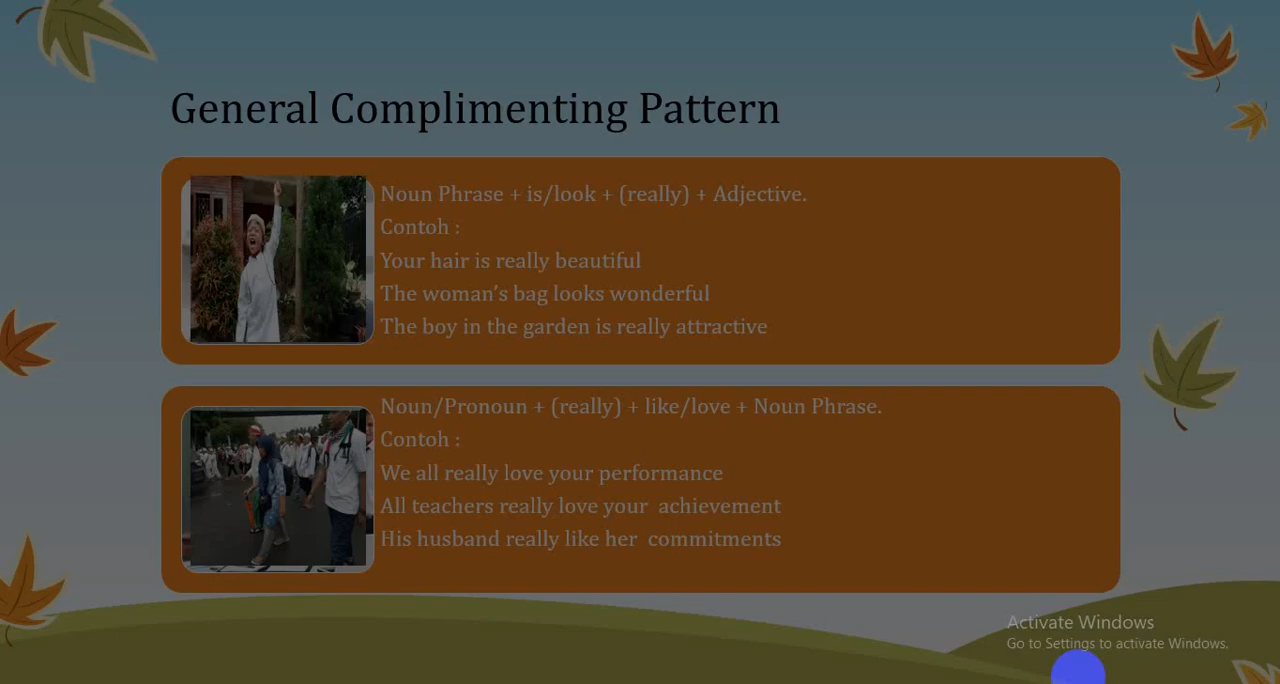 General Complimenting Pattern
Noun Phrase + is/look + (really) + Adjective.
Contoh :
Your hair is really beautiful
The woman's bag looks wonderful
The boy in the garden is really attractive
Noun/Pronoun + (really) + like/love + Noun Phrase.
Contoh :
We all really love your performance
All teachers really love your  achievement
His husband really like her  commitments
Activate Windows
Go to Settings to activate Windows.